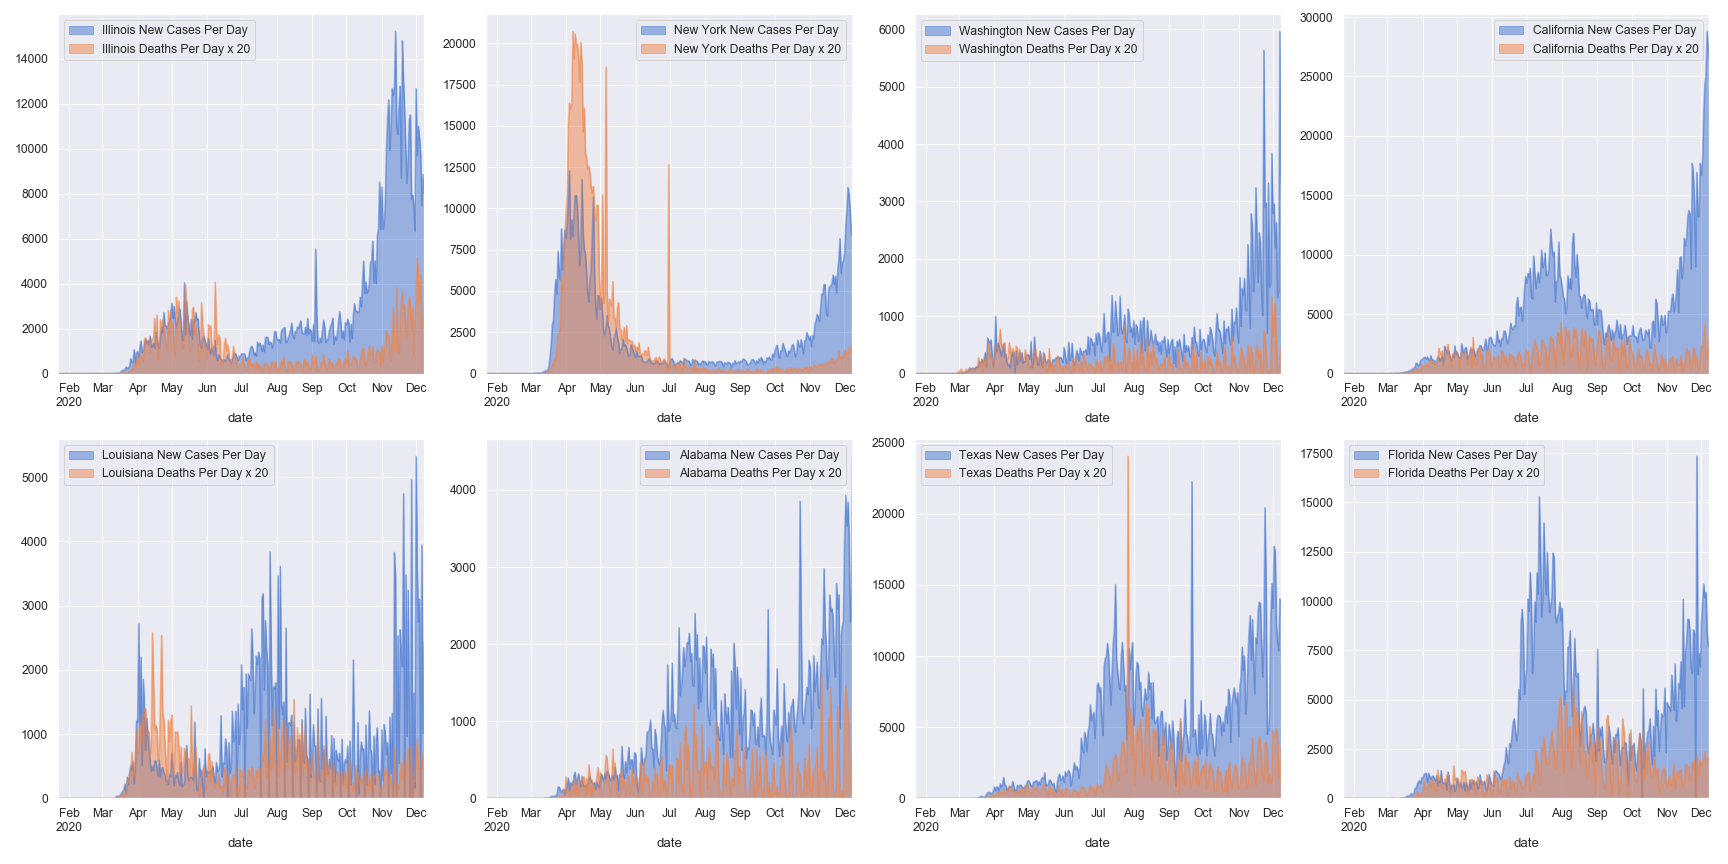 Illinois New Cases Per Day
Illinois Deaths Per Day x 20
14000
12000
10000
8000
6000
4000
2000
0
Feb Mar Apr May Jun Jul Aug Sep Oct Nov Dec
2020
date
New York New Cases Per Day
New York Deaths Per Day x 20
20000
17500
15000
12500
10000
7500
5000
2500
0
Feb Mar Apr May Jun Jul Aug Sep Oct Nov Dec
2020
date
Washington New Cases Per Day
Washington Deaths Per Day x 20
6000
5000
4000
3000
2000
1000
0
Feb Mar Apr May Jun Jul Aug Sep Oct Nov Dec
2020
date
California New Cases Per Day
California Deaths Per Day x 20
30000
25000
20000
15000
10000
5000
0
Feb Mar Apr May Jun Jul Aug Sep Oct Nov Dec
2020
date
Louisiana New Cases Per Day
Louisiana Deaths Per Day x 20
5000
4000
3000
2000
1000
0
Feb Mar Apr May Jun Jul Aug Sep Oct Nov Dec
2020
date
Alabama New Cases Per Day
Alabama Deaths Per Day x 20
4000
3000
2000
1000
0
Feb Mar Apr May Jun Jul Aug Sep Oct Nov Dec
2020
date
Texas New Cases Per Day
Texas Deaths Per Day x 20
25000
20000
15000
10000
5000
0
Feb Mar Apr May Jun Jul Aug Sep Oct Nov Dec
2020
date
Florida New Cases Per Day
Florida Deaths Per Day x 20
17500
15000
12500
10000
7500
5000
2500
0
Feb Mar Apr May Jun Jul Aug Sep Oct Nov Dec
2020
date